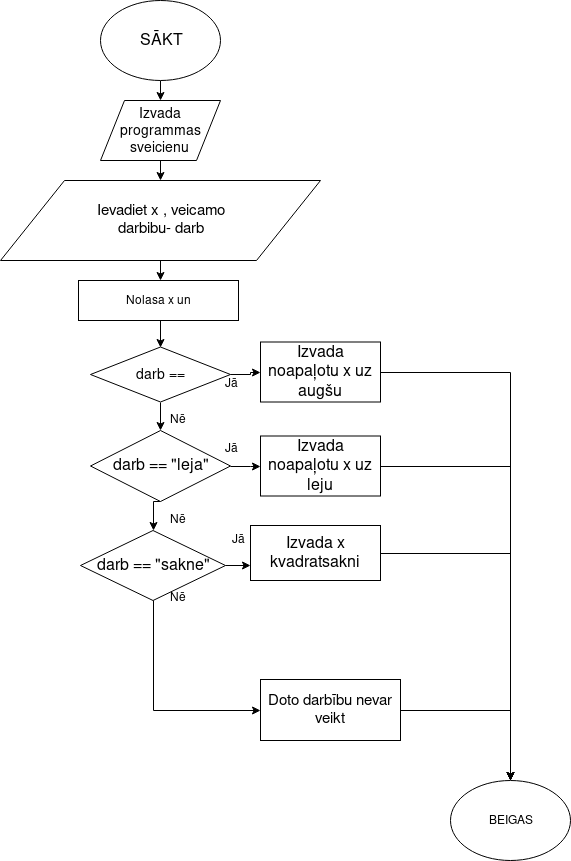 SĀKT
Izvada
programmas
sveicienu
Ievadiet x , veicamo
darbibu- darb
Nolasa x un
darb ==
Jā
Izvada
noapaļotu x uz
augšu
Nē
darb == "leja"
Jā
Izvada
noapaļotu x uz
leju
Nē
darb == "sakne"
Jā
Izvada x
kvadratsakni
Nē
Doto darbību nevar
veikt
BEIGAS